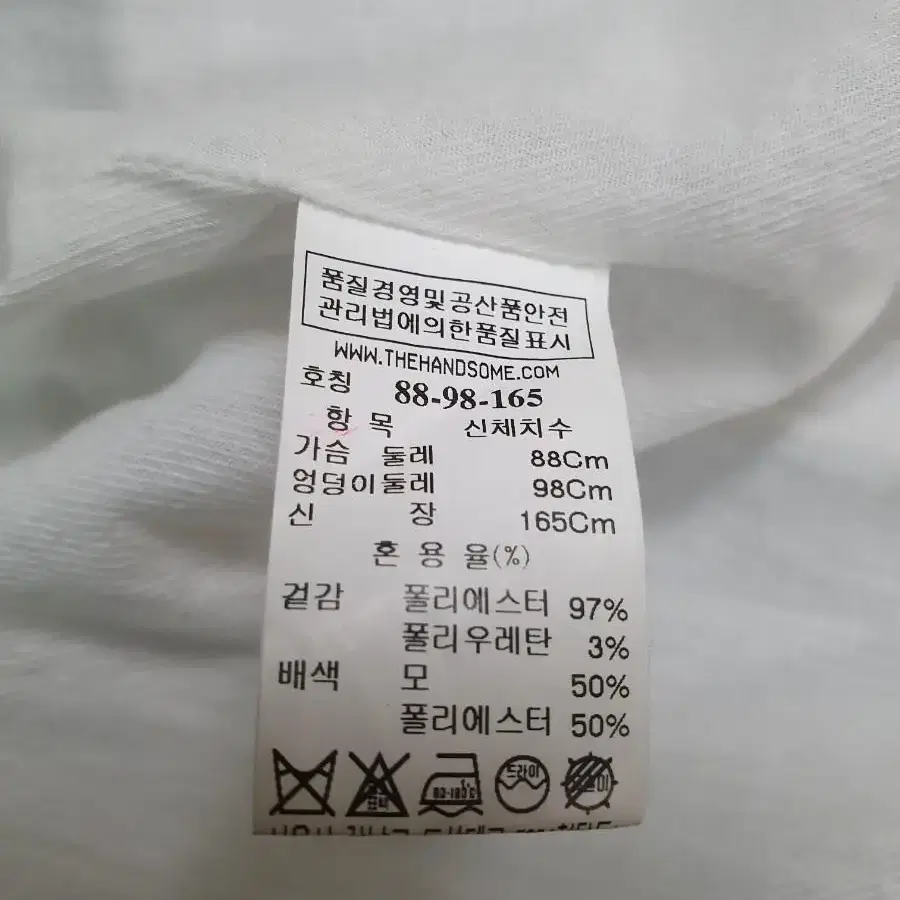 품질경영및공산품안전
관리법에의한품질표시
WWW.THEHANDSOME.COM
호칭 88-98-165
항 목 신체치수
가슴 둘레 88Cm
엉덩이둘레 98Cm
신 장 165Cm
혼 용 율(%)
겉감 폴리에스터 97%
폴리우레탄 3%
배색 모 50%
폴리에스터 50%
드라이